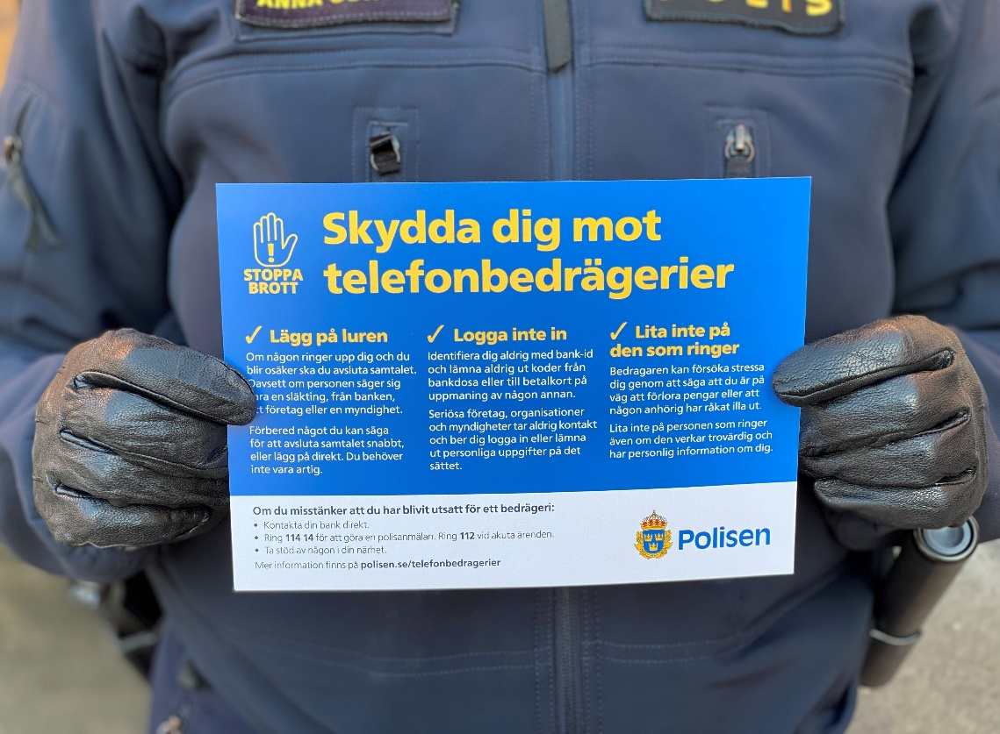 ANNA
POLIS
STOPPA
BROTT
Skydda dig mot
telefonbedrägerier
✓ Lägg på luren
Om någon ringer upp dig och du
blir osäker ska du avsluta samtalet.
Oavsett om personen säger sig
vara en släkting, från banken,
ett företag eller en myndighet.
Förbered något du kan säga
för att avsluta samtalet snabbt,
eller lägg på direkt. Du behöver
inte vara artig.
✓ Logga inte in
Identifiera dig aldrig med bank-id
och lämna aldrig ut koder från
bankdosa eller till betalkort på
uppmaning av någon annan.
Seriösa företag, organisationer
och myndigheter tar aldrig kontakt
och ber dig logga in eller lämna
ut personliga uppgifter på det
sättet.
✓ Lita inte på
den som ringer
Bedragaren kan försöka stressa
dig genom att säga att du är på
väg att förlora pengar eller att
någon anhörig har råkat illa ut.
Lita inte på personen som ringer
även om den verkar trovärdig och
har personlig information om dig.
Om du misstänker att du har blivit utsatt för ett bedrägeri:
• Kontakta din bank direkt.
• Ring 114 14 för att göra en polisanmälan. Ring 112 vid akuta ärenden.
• Ta stöd av någon i din närhet.
Mer information finns på polisen.se/telefonbedragerier
Polisen